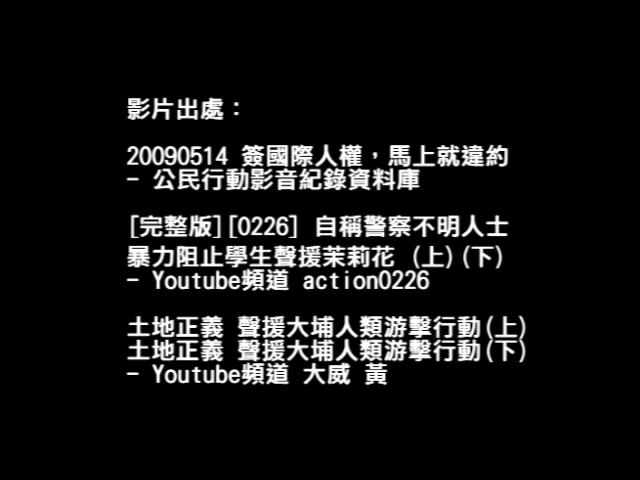 影片出處：
20090514 簽國際人權，馬上就違約
- 公民行動影音紀錄資料庫
[完整版][0226] 自稱警察不明人士
暴力阻止學生聲援茉莉花 (上)(下)
- Youtube頻道 action0226
土地正義 聲援大埔人類游擊行動(上)
土地正義 聲援大埔人類游擊行動(下)
- Youtube頻道 大威 黃